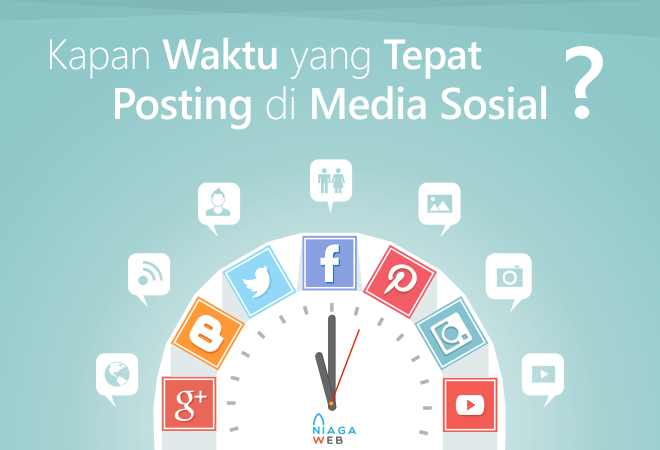 Kapan Waktu yang Tepat
Posting di Media Sosial ?
f
g+
NIAGA
WEB